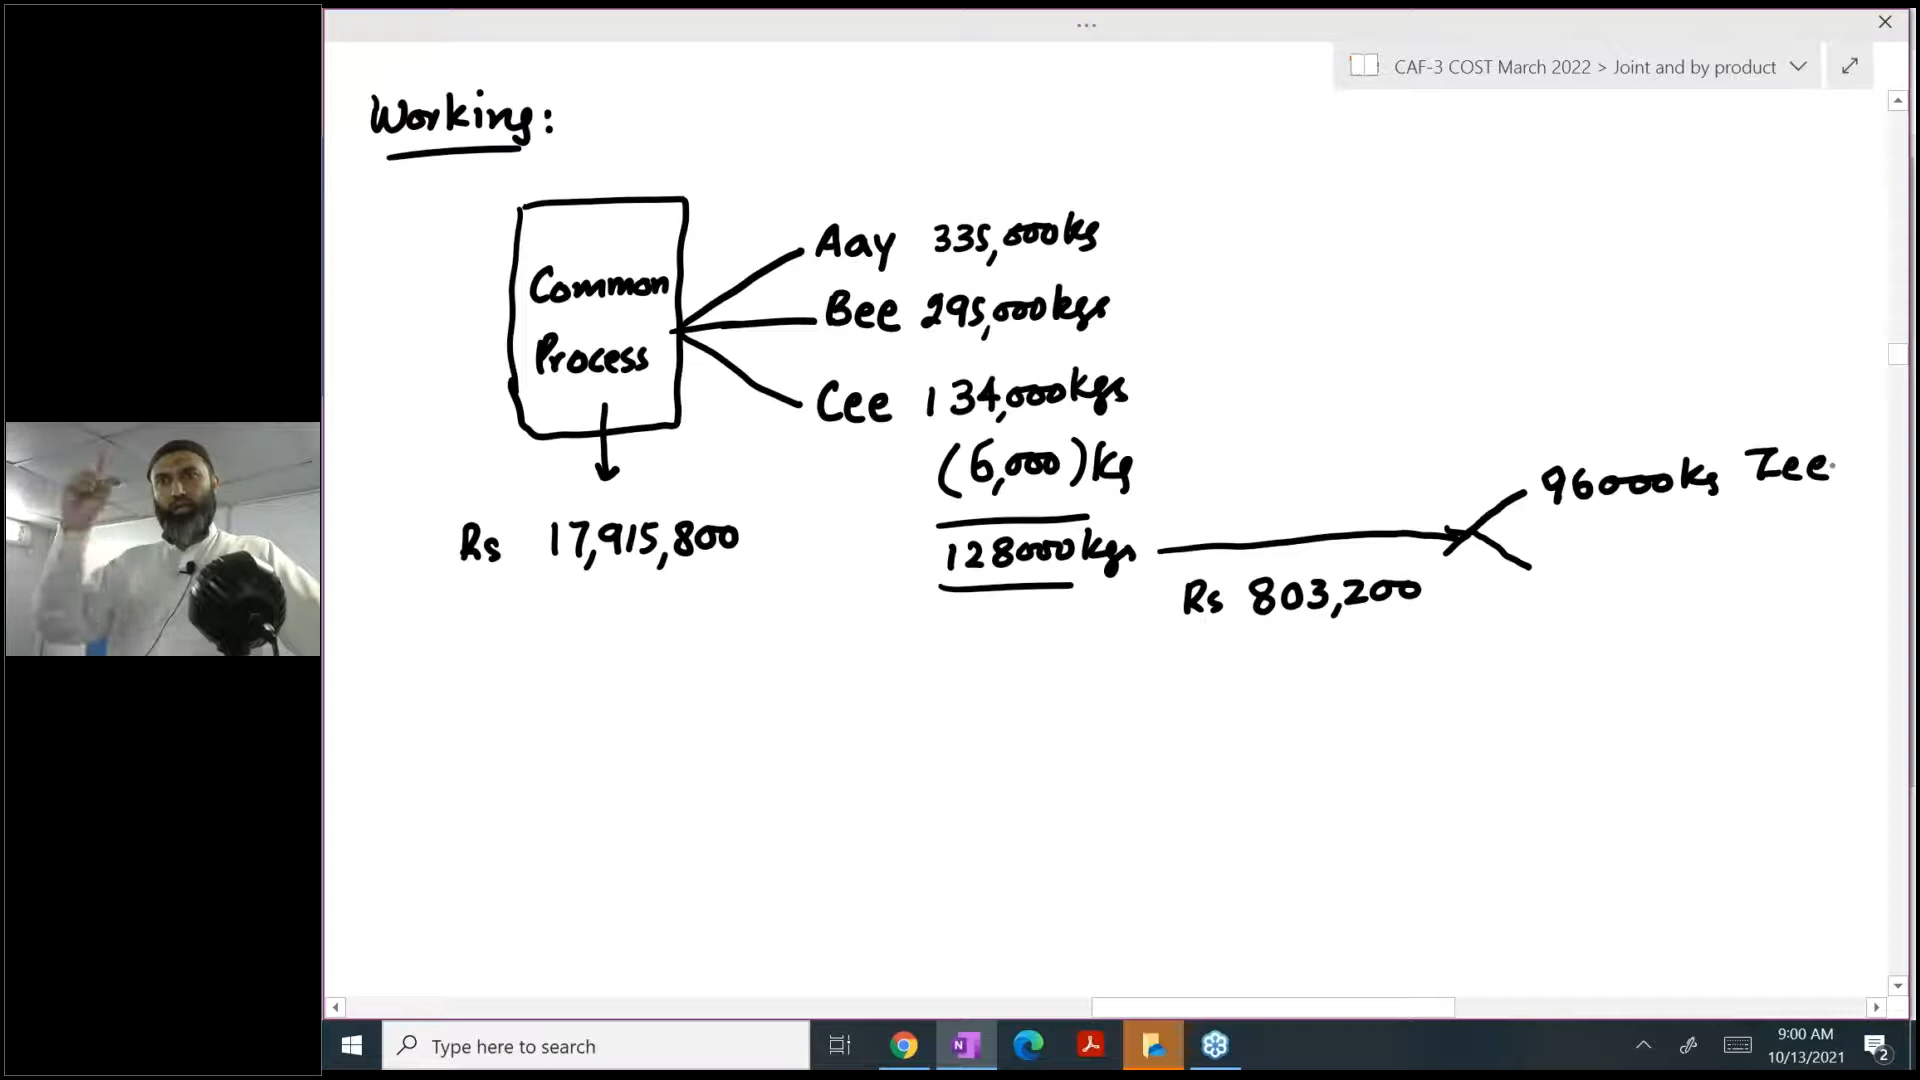 CAF-3 COST March 2022 > Joint and by product
Working:
Aay 335,000kg
Common
Bee 295,000kgs
Process
Cee 134,000kgs
(6,000)kg
96000kg Zee
Rs 17,915,800
128000kgs
Rs 803,200
Type here to search
9:00 AM
10/13/2021
2